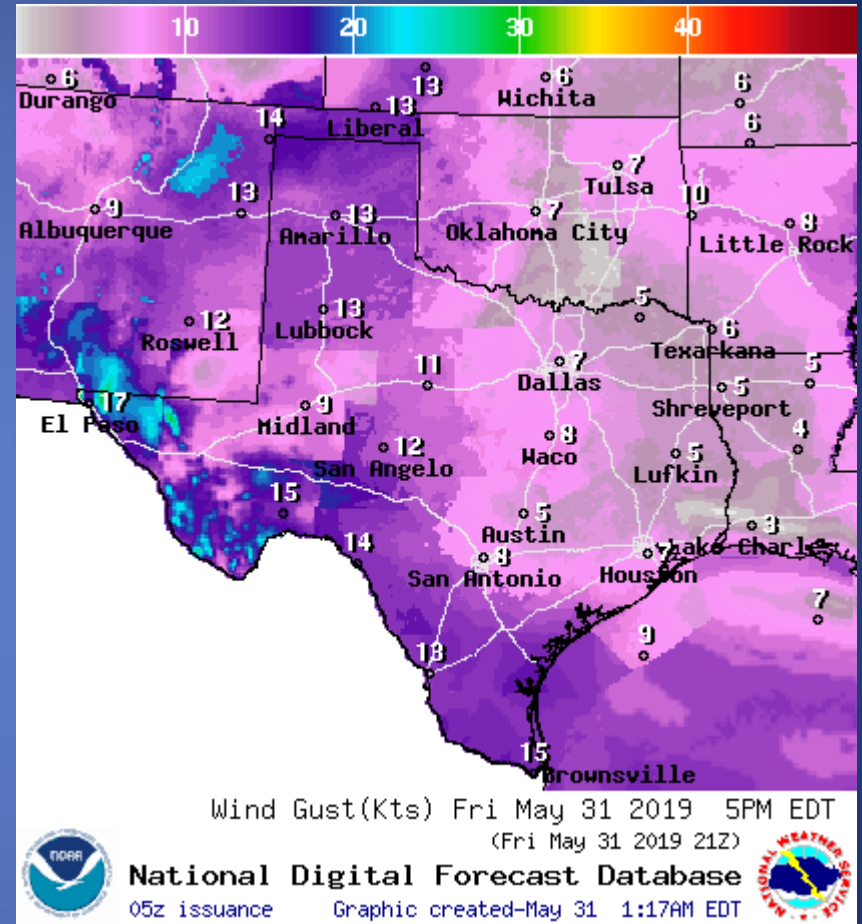 10 20 30 40
6 Durango
13
6 Wichita
6
13 Liberal
14
6
7 Tulsa
9 Albuquerque
13
13 Amarillo
7 Oklahoma City
10
8 Little Rock
12 Roswell
13 Lubbock
5
6 Texarkana
11
7 Dallas
5 Shreveport
5
17 El Paso
9 Midland
12 San Angelo
8 Waco
5 Lufkin
4
15
5 Austin
3 Lake Charles
14
8 San Antonio
Houston
7
9
13
15 Brownsville
Wind Gust(Kts) Fri May 31 2019 5PM EDT
(Fri May 31 2019 21Z)
NOAA
National Digital Forecast Database
05z issuance Graphic created-May 31 1:17AM EDT
NATIONAL WEATHER SERVICE